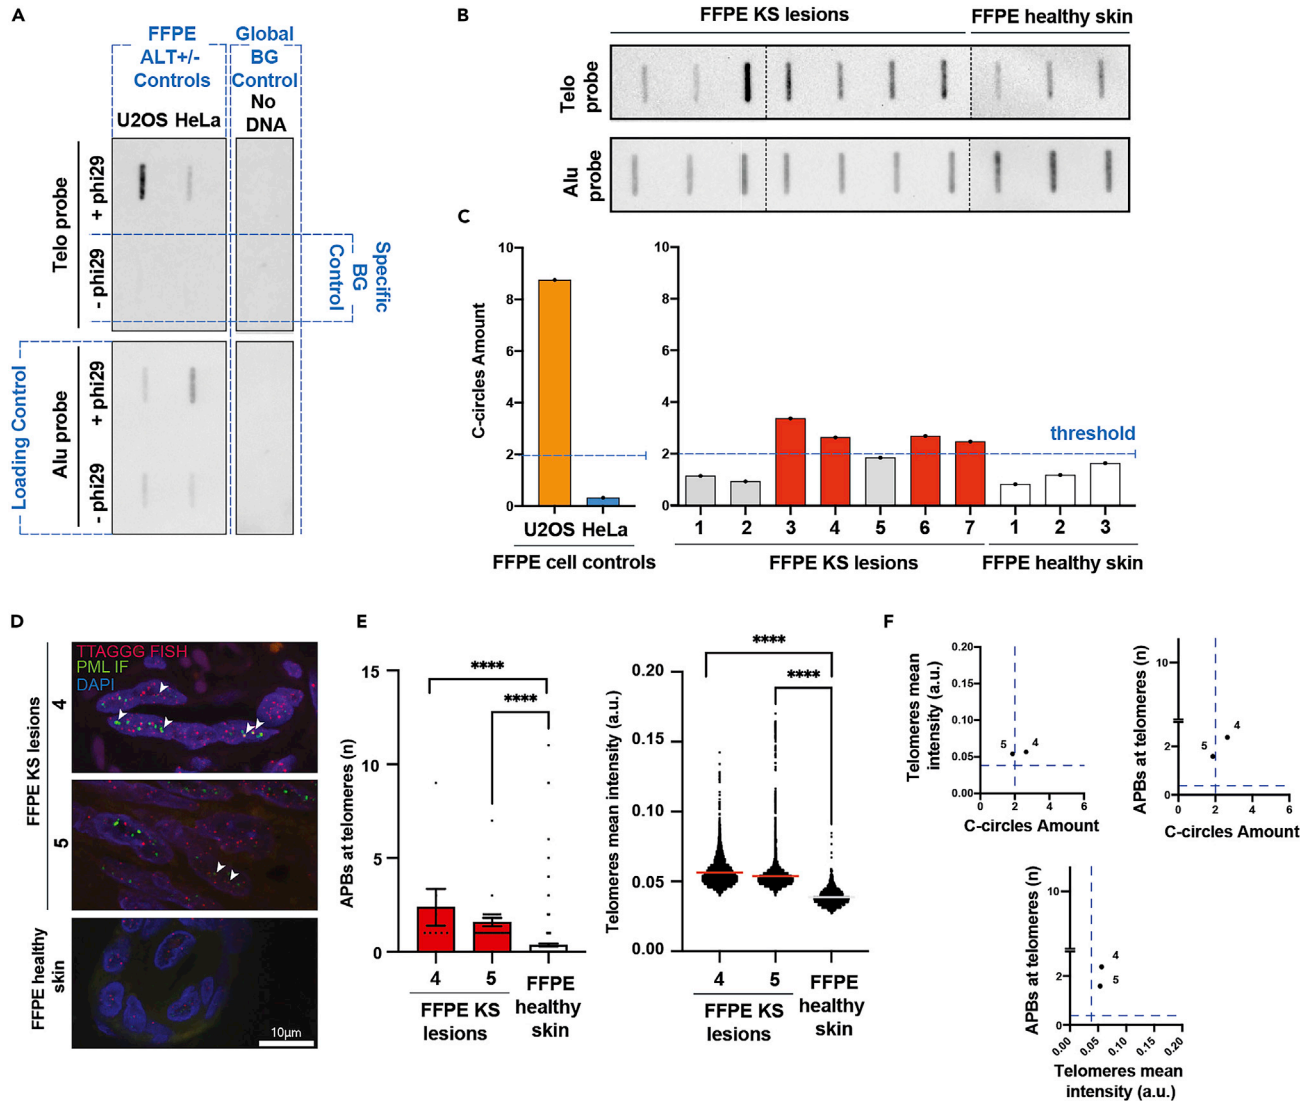 A
FFPE
ALT+/-
Controls
Global
BG
Control
U2OS HeLa
No
DNA
Telo probe
+ phi29
- phi29
Specific
BG
Control
Loading Control
Alu probe
+ phi29
- phi29
B
FFPE KS lesions
FFPE healthy skin
Telo
probe
Alu
probe
C
C-circles Amount
10
8
6
4
2
0
U2OS HeLa
FFPE cell controls
10
8
6
4
2
0
threshold
1 2 3 4 5 6 7 1 2 3
FFPE KS lesions
FFPE healthy skin
D
FFPE KS lesions
4
5
FFPE healthy
skin
TTAGGG FISH
PML IF
DAPI
10μm
E
APBs at telomeres (n)
15
10
5
0
****
****
4 5
FFPE KS
lesions
FFPE
healthy
skin
Telomeres mean intensity (a.u.)
0.20
0.15
0.10
0.05
0.00
****
****
4 5
FFPE KS
lesions
FFPE
healthy
skin
F
Telomeres mean
intensity (a.u.)
0.20
0.15
0.10
0.05
0.00
5 4
0 2 4 6
C-circles Amount
APBs at telomeres (n)
10
2
0
4
5
0 2 4 6
C-circles Amount
APBs at telomeres (n)
10
2
0
4
5
0.00 0.05 0.10 0.15 0.20
Telomeres mean
intensity (a.u.)